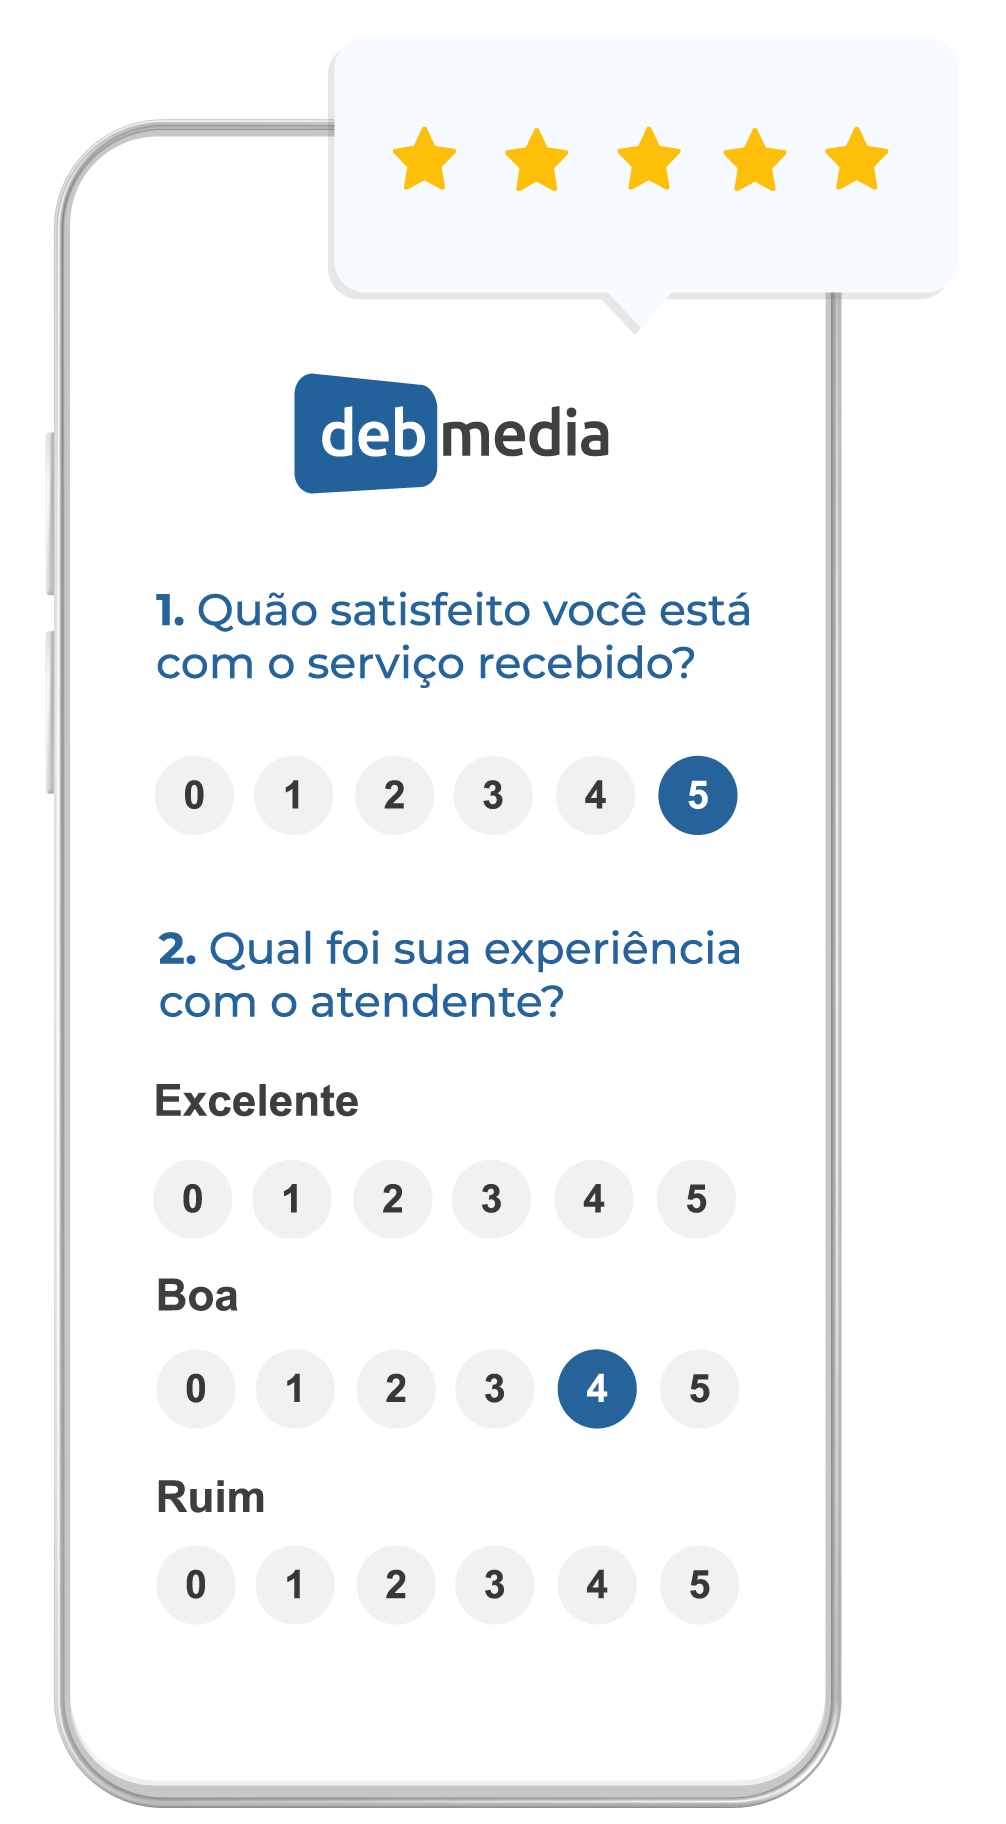 debmedia
1. Quão satisfeito você está
com o serviço recebido?
0 1 2 3 4 5
2. Qual foi sua experiência
com o atendente?
Excelente
0 1 2 3 4 5
Boa
0 1 2 3 4 5
Ruim
0 1 2 3 4 5